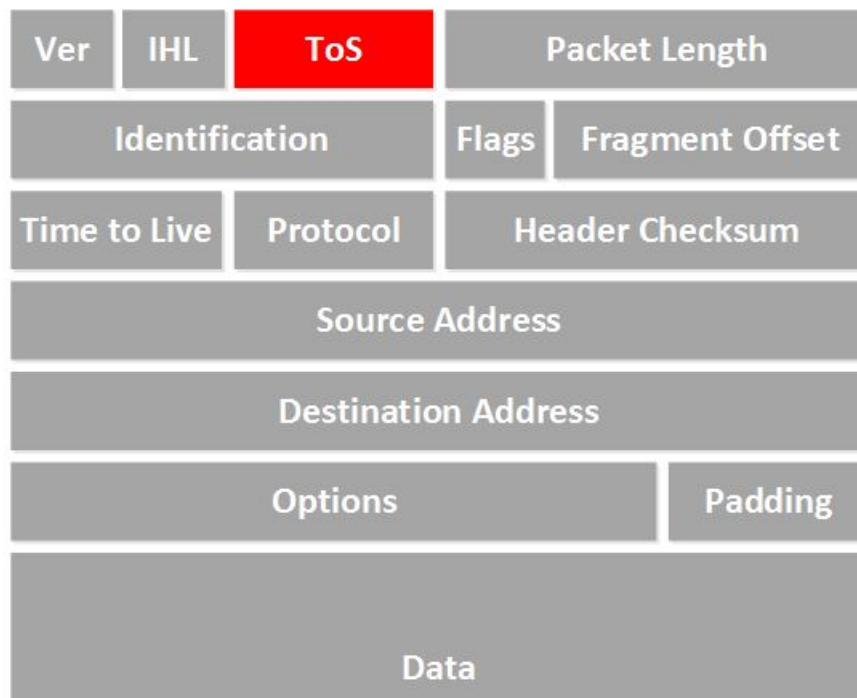 Ver IHL ToS Packet Length
Identification Flags Fragment Offset
Time to Live Protocol Header Checksum
Source Address
Destination Address
Options Padding
Data